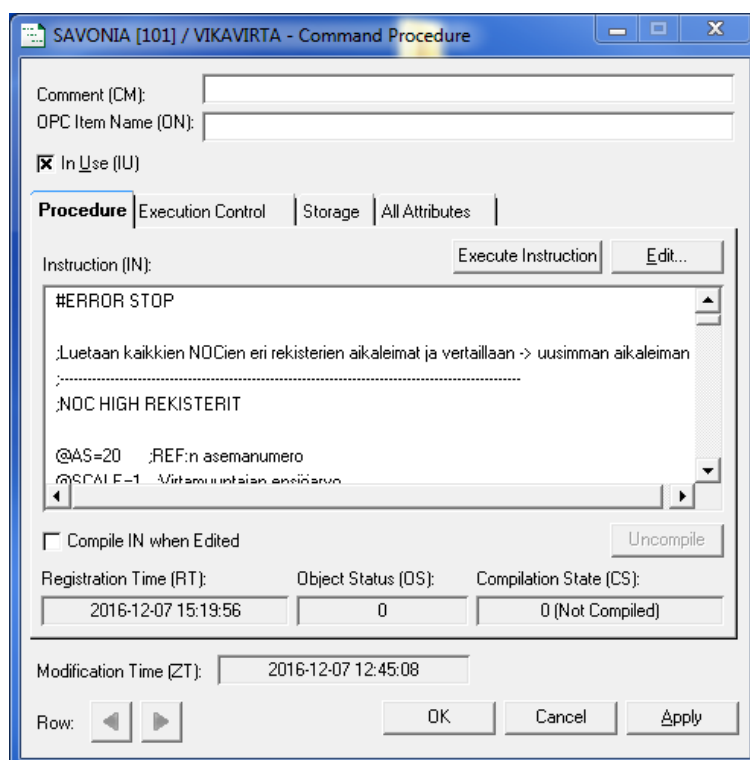 SAVONIA [101] / VIKAVIRTA - Command Procedure
Comment (CM):
OPC Item Name (ON):
In Use (IU)
Procedure Execution Control Storage All Attributes
Instruction (IN): Execute Instruction Edit...
#ERROR STOP
;Luetaan kaikkien NOCien eri rekisterien aikaleimat ja vertaillaan -> uusimman aikaleiman
;--------------------------------------------------------------------------------------------
;NOC HIGH REKISTERIT
@AS=20 ;REF:n asemanumero
@SCALE=1 ;Virtamuuntajan ensiöarvo
Compile IN when Edited Uncompile
Registration Time (RT): Object Status (OS): Compilation State (CS):
2016-12-07 15:19:56 0 0 (Not Compiled)
Modification Time (ZT): 2016-12-07 12:45:08
Row: OK Cancel Apply